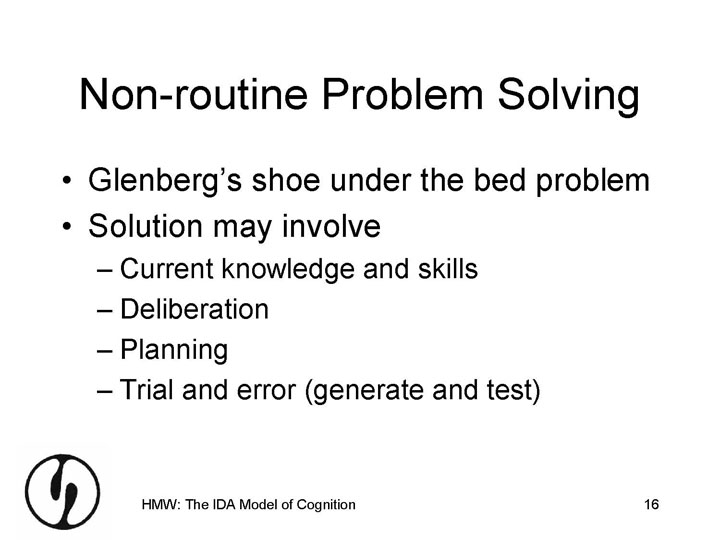 Non-routine Problem Solving
• Glenberg's shoe under the bed problem
• Solution may involve
– Current knowledge and skills
– Deliberation
– Planning
– Trial and error (generate and test)
HMW: The IDA Model of Cognition
16